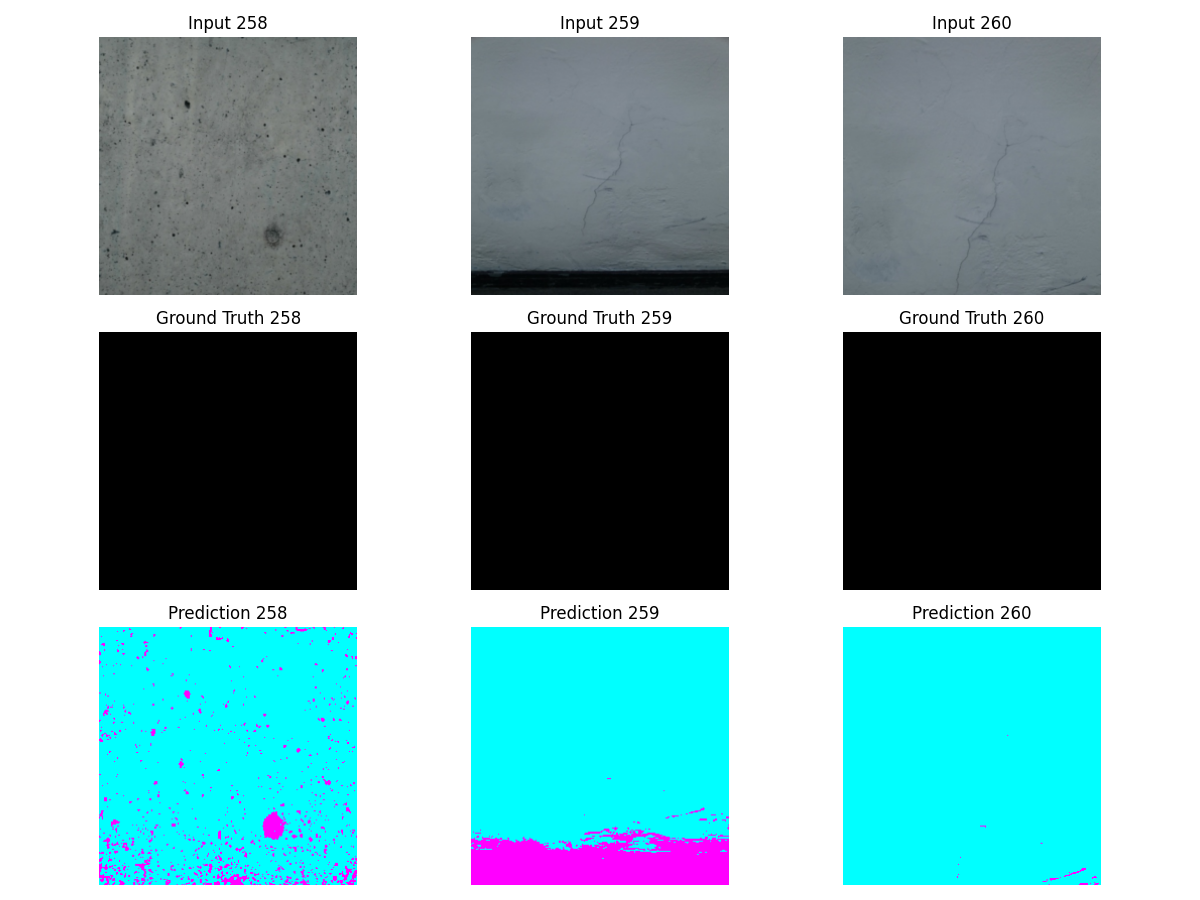 Input 258
Input 259
Input 260
Ground Truth 258
Ground Truth 259
Ground Truth 260
Prediction 258
Prediction 259
Prediction 260